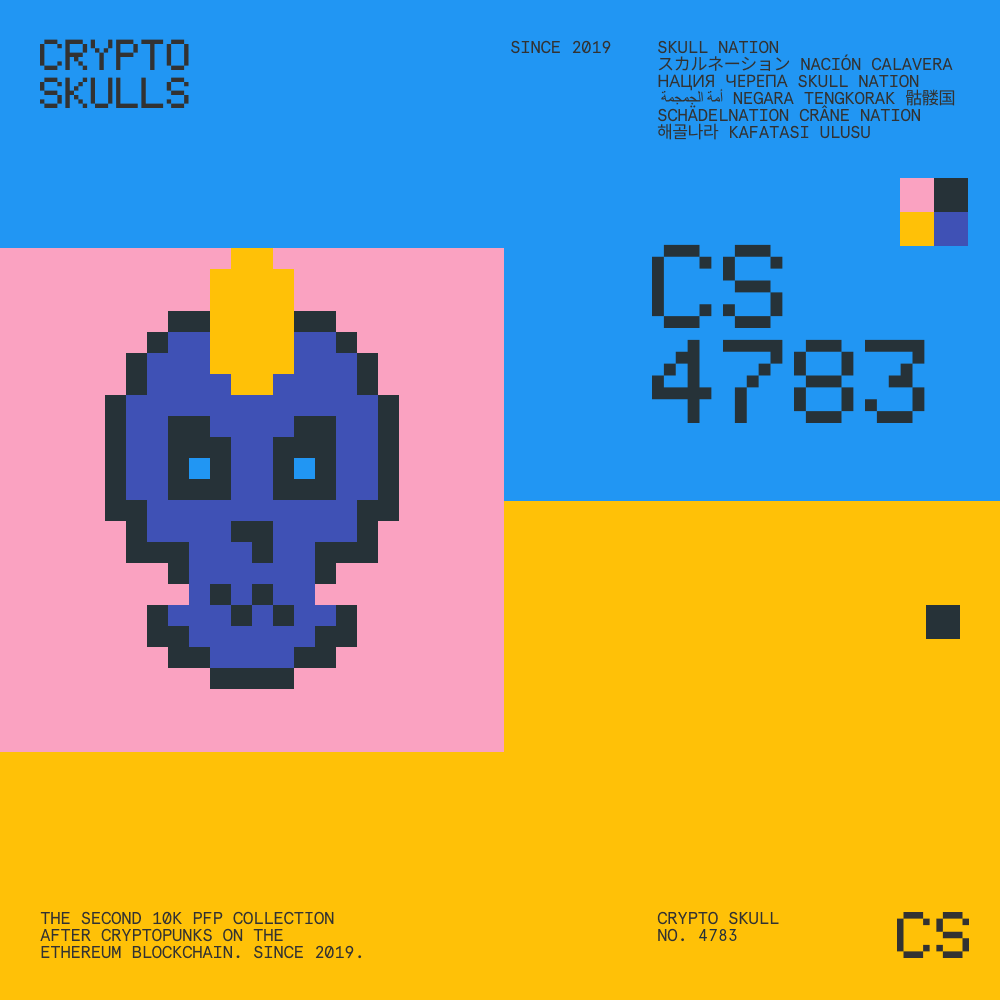 CRYPTO
SKULLS
SINCE 2019
SKULL NATION
スカルネーション NACIÓN CALAVERA
НАЦИЯ ЧЕРЕПА SKULL NATION
أمة الجمجمة NEGARA TENGKORAK 骷髅国
SCHÄDELNATION CRÂNE NATION
해골나라 KAFATASI ULUSU
CS
4783
THE SECOND 10K PFP COLLECTION
AFTER CRYPTOPUNKS ON THE
ETHEREUM BLOCKCHAIN. SINCE 2019.
CRYPTO SKULL
NO. 4783
CS